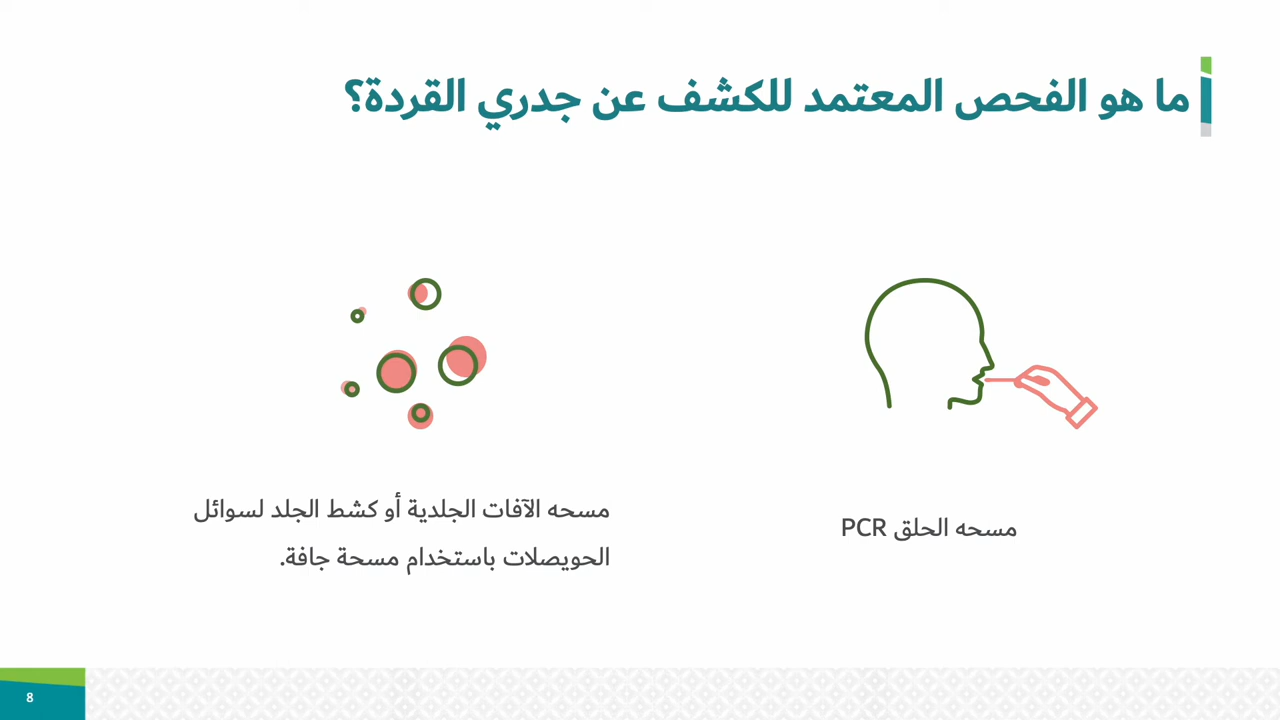 ما هو الفحص المعتمد للكشف عن جدري القردة؟
مسحه الحلق PCR
مسحه الآفات الجلدية أو كشط الجلد لسوائل
الحويصلات باستخدام مسحة جافة.
8